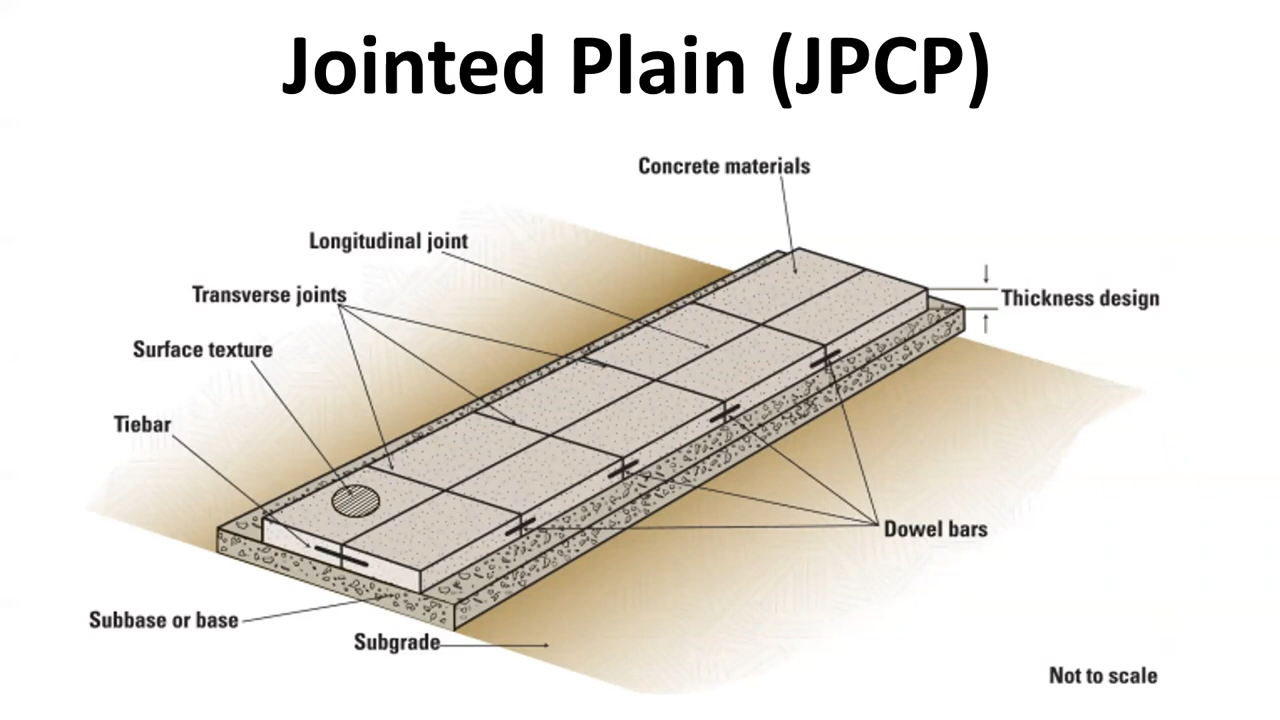 Jointed Plain (JPCP)
Concrete materials
Longitudinal joint
Transverse joints
Thickness design
Surface texture
Tiebar
Dowel bars
Subbase or base
Subgrade
Not to scale